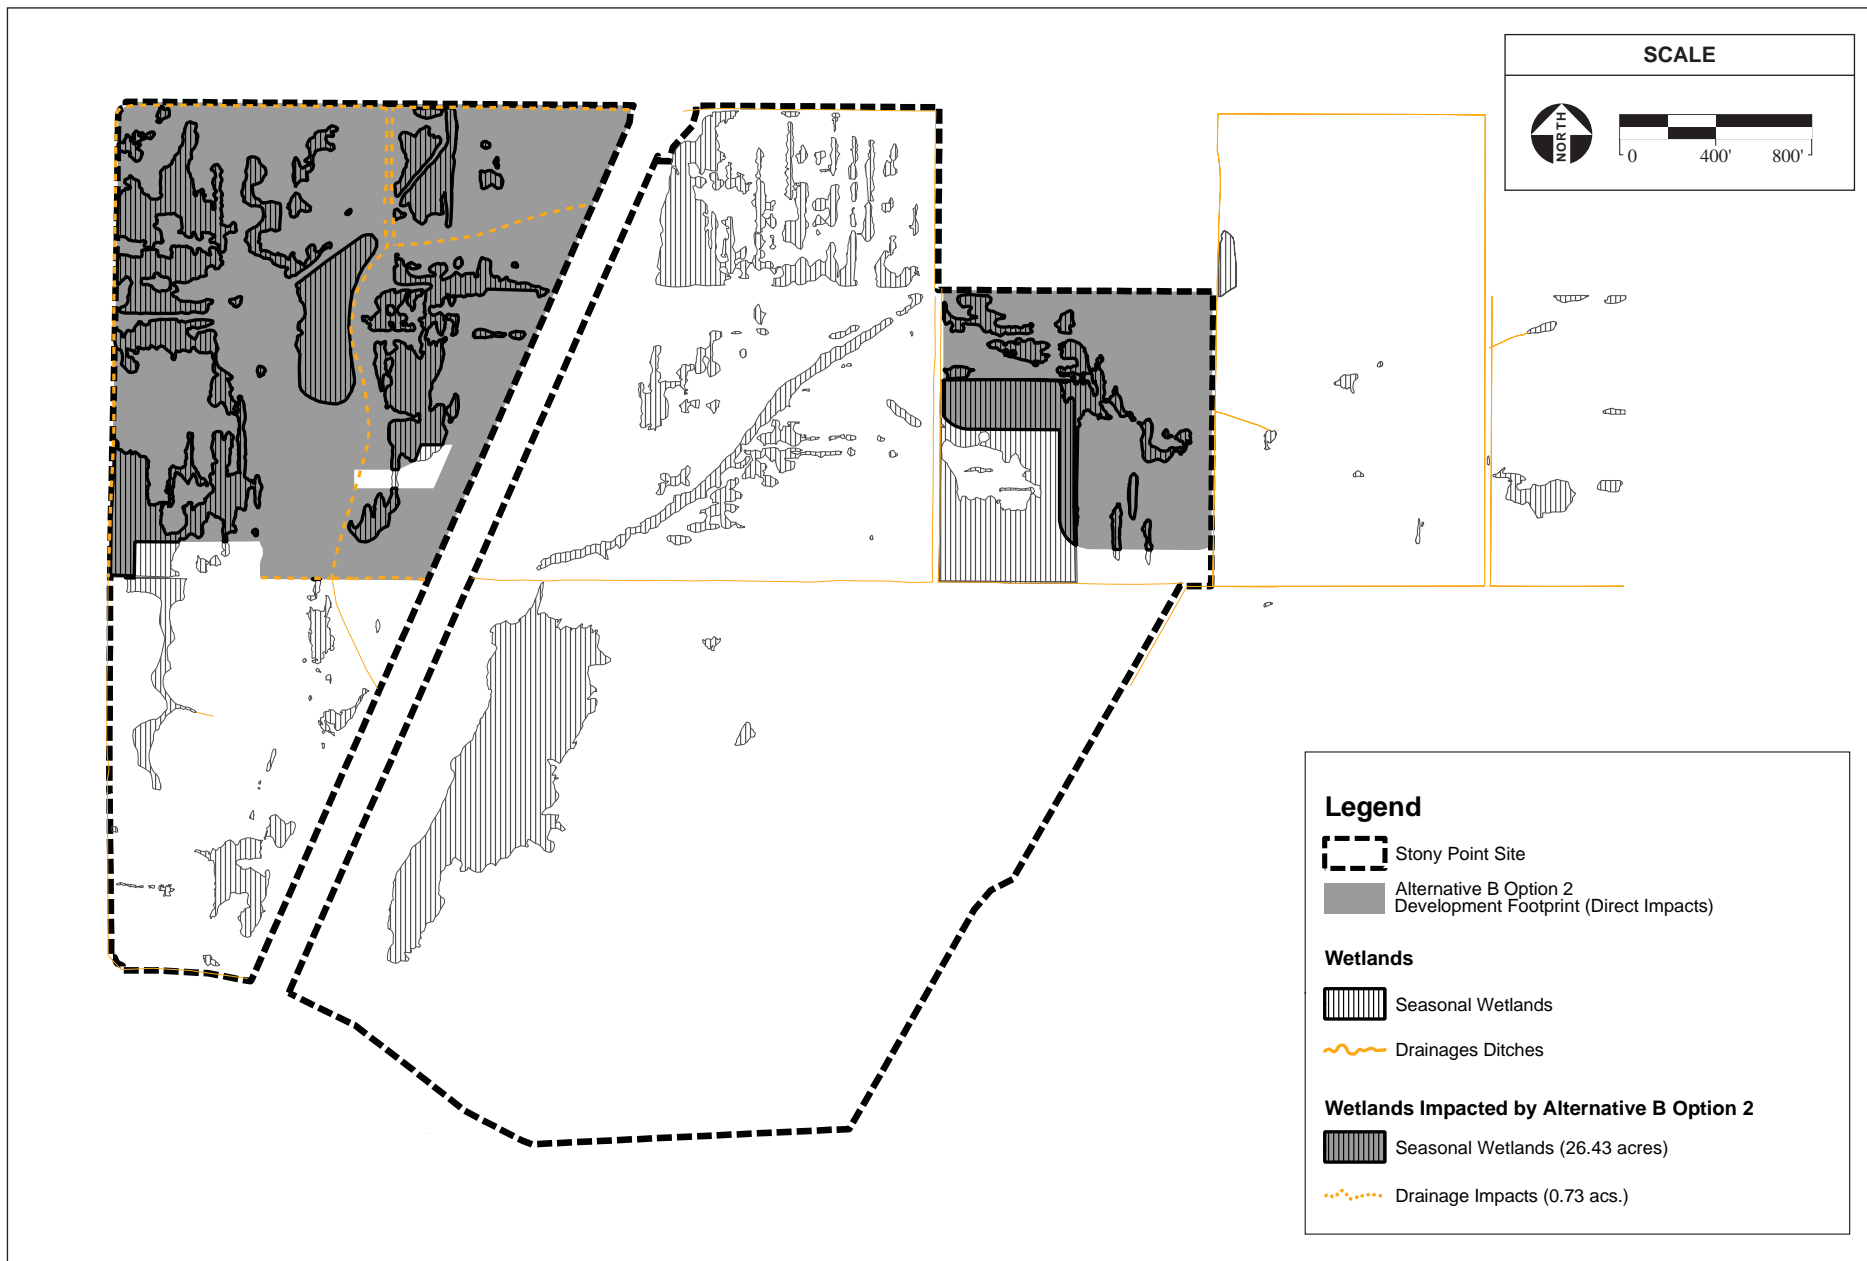 SCALE
NORTH
0 400' 800'
Legend
Stony Point Site
Alternative B Option 2
Development Footprint (Direct Impacts)
Wetlands
Seasonal Wetlands
Drainages Ditches
Wetlands Impacted by Alternative B Option 2
Seasonal Wetlands (26.43 acres)
Drainage Impacts (0.73 acs.)